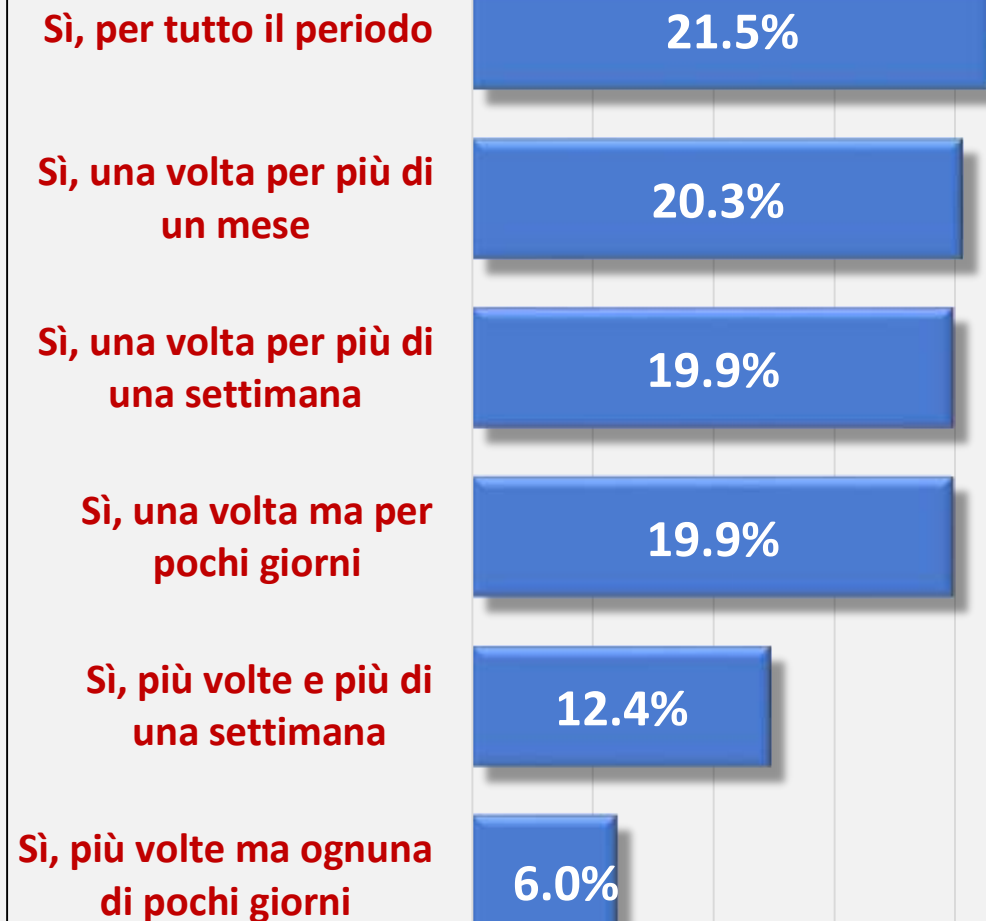 Sì, per tutto il periodo
21.5%
Sì, una volta per più di
un mese
20.3%
Sì, una volta per più di
una settimana
19.9%
Sì, una volta ma per
pochi giorni
19.9%
Sì, più volte e più di
una settimana
12.4%
Sì, più volte ma ognuna
di pochi giorni
6.0%